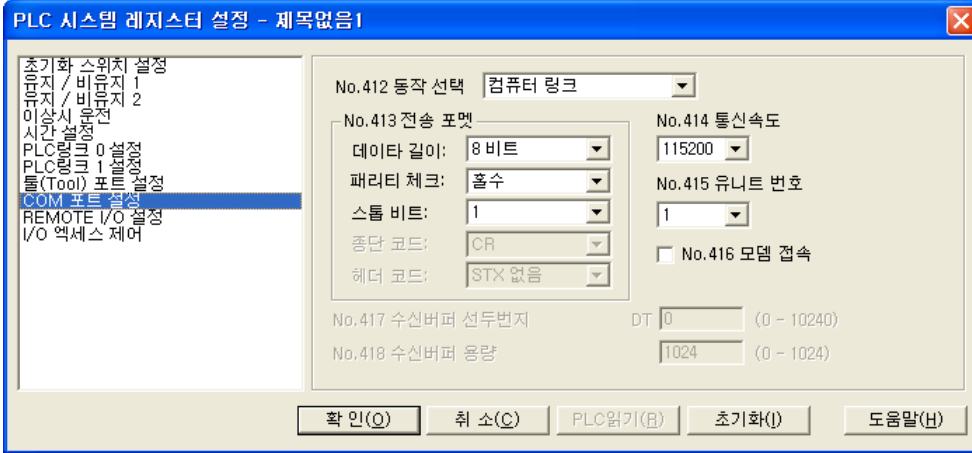 PLC 시스템 레지스터 설정 - 제목없음1
초기화 스위치 설정
유지 / 비유지 1
유지 / 비유지 2
이상시 운전
시간 설정
PLC링크 0 설정
PLC링크 1 설정
툴(Tool) 포트 설정
COM 포트 설정
REMOTE I/O 설정
I/O 엑세스 제어
No.412 동작 선택 컴퓨터 링크
No.413 전송 포멧
데이타 길이: 8 비트
패리티 체크: 홀수
스톱 비트: 1
종단 코드: CR
헤더 코드: STX 없음
No.414 통신속도
115200
No.415 유니트 번호
1
No.416 모뎀 접속
No.417 수신버퍼 선두번지 DT 0 (0 - 10240)
No.418 수신버퍼 용량 1024 (0 - 1024)
확 인(O) 취 소(C) PLC읽기(R) 초기화(I) 도움말(H)